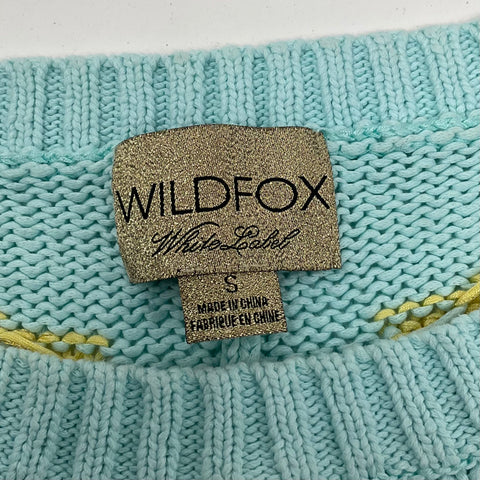 WILDFOX
White Label
S
MADE IN CHINA
FABRIQUE EN CHINE